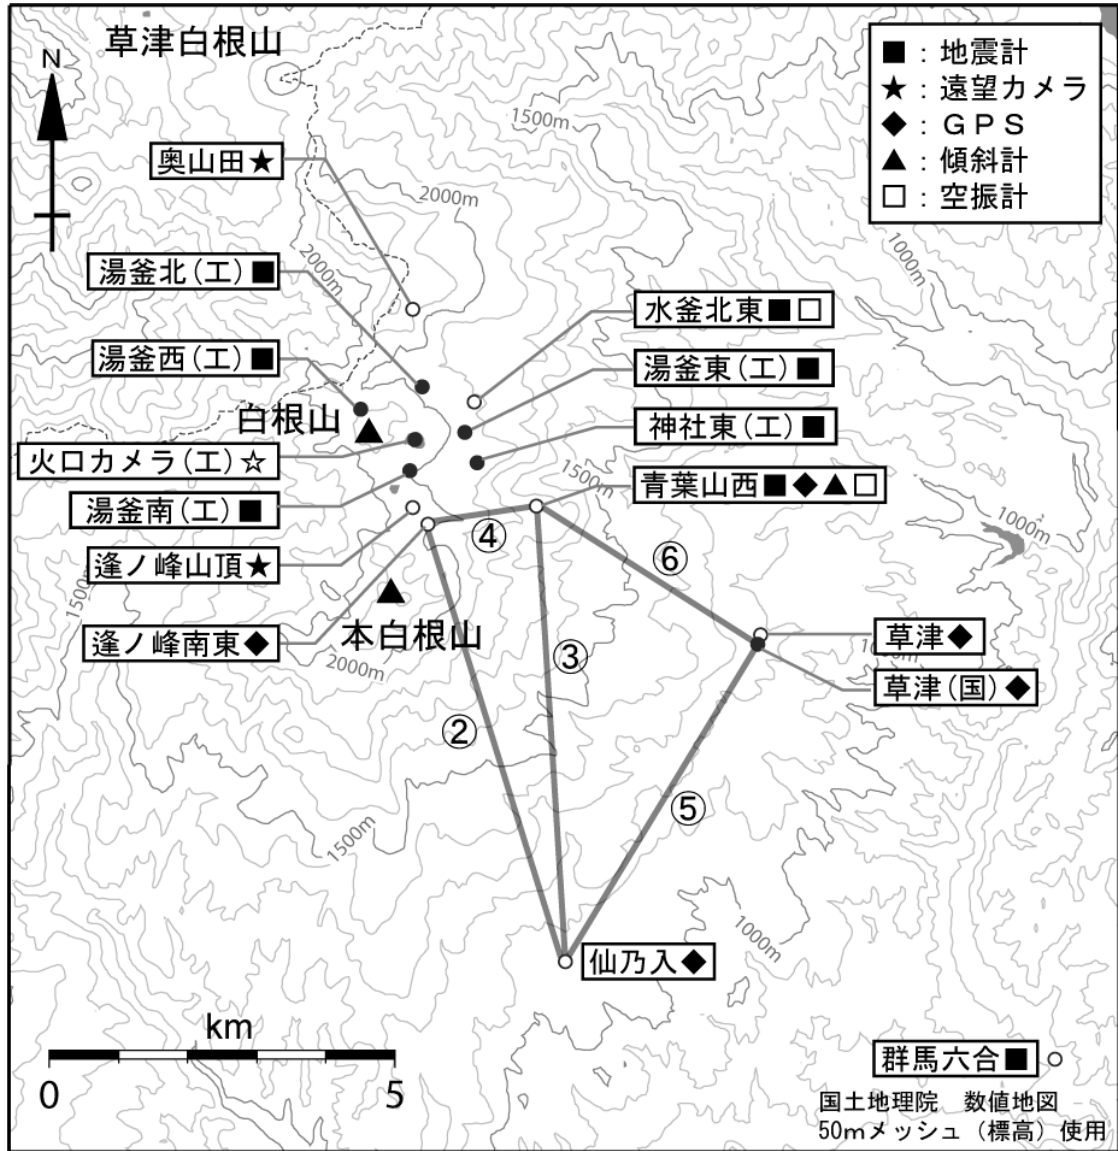 草津白根山
N
■:地震計
★:遠望カメラ
◆:GPS
▲:傾斜計
□:空振計
1500m
奥山田★
2000m
2000m
1000m
湯釜北(工)■
水釜北東■□
湯釜西(工)■
湯釜東(工)■
白根山
神社東(工)■
火口カメラ(工)☆
1500m
青葉山西■◆▲□
湯釜南(工)■
1000m
④
⑥
逢ノ峰山頂★
1500m
本白根山
逢ノ峰南東◆
草津◆
2000m
③
草津(国)◆
②
⑤
1500m
1000m
仙乃入◆
km
0 5
群馬六合■
国土地理院 数値地図
50mメッシュ(標高)使用